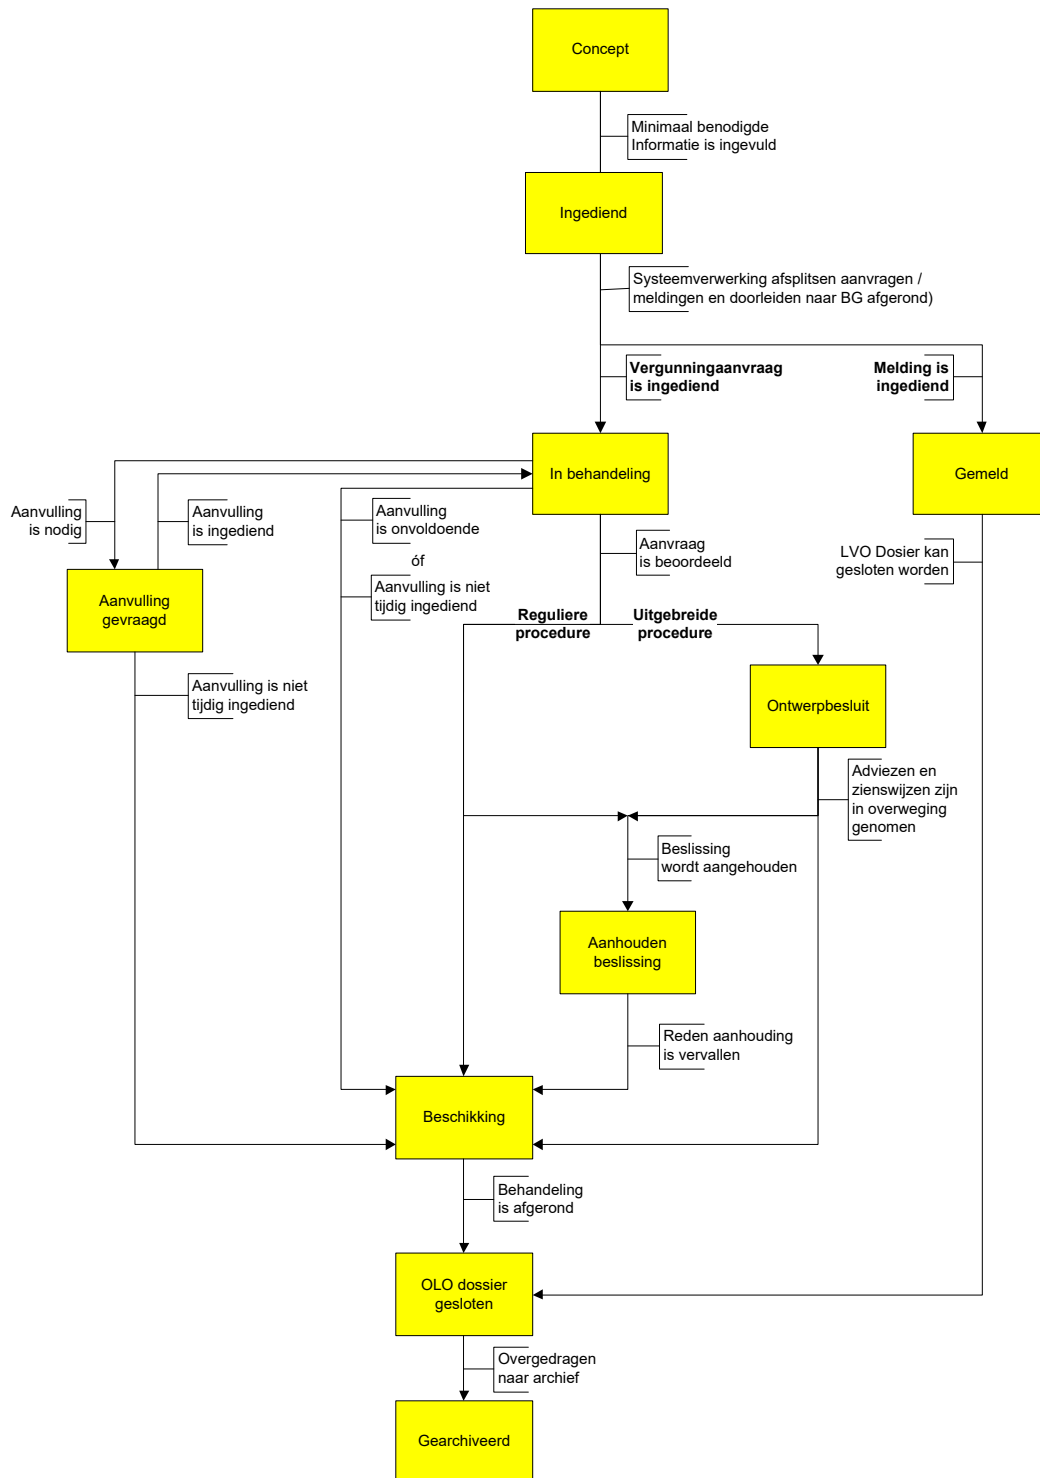 Concept
Minimaal benodigde
Informatie is ingevuld
Ingediend
Systeemverwerking afsplitsen aanvragen /
meldingen en doorleiden naar BG afgerond)
Vergunningaanvraag
is ingediend
Melding is
ingediend
In behandeling
Gemeld
Aanvulling
is nodig
Aanvulling
is ingediend
Aanvulling
is onvoldoende
óf
Aanvulling is niet
tijdig ingediend
Aanvraag
is beoordeeld
LVO Dosier kan
gesloten worden
Aanvulling
gevraagd
Reguliere
procedure
Uitgebreide
procedure
Aanvulling is niet
tijdig ingediend
Ontwerpbesluit
Adviezen en
zienswijzen zijn
in overweging
genomen
Beslissing
wordt aangehouden
Aanhouden
beslissing
Reden aanhouding
is vervallen
Beschikking
Behandeling
is afgerond
OLO dossier
gesloten
Overgedragen
naar archief
Gearchiveerd